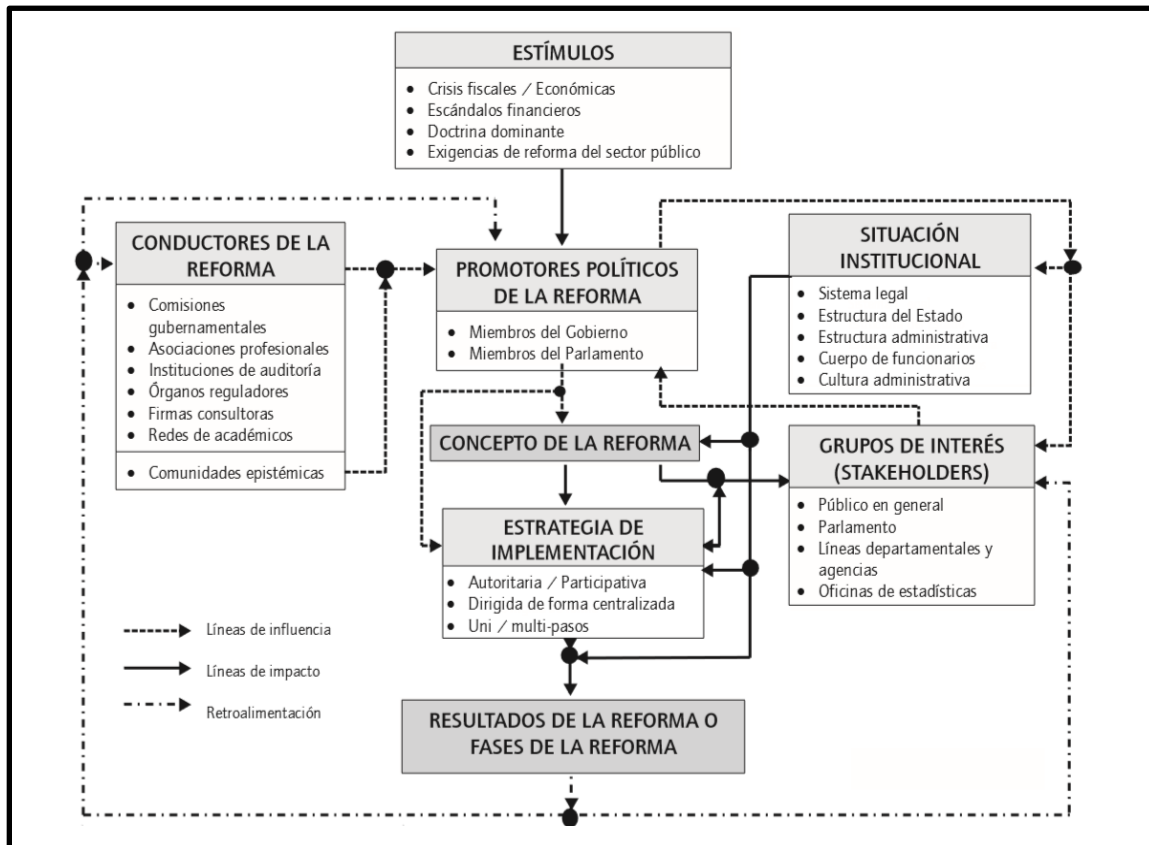 ESTÍMULOS
• Crisis fiscales / Económicas
• Escándalos financieros
• Doctrina dominante
• Exigencias de reforma del sector público
CONDUCTORES DE LA
REFORMA
• Comisiones
gubernamentales
• Asociaciones profesionales
• Instituciones de auditoría
• Órganos reguladores
• Firmas consultoras
• Redes de académicos
• Comunidades epistémicas
PROMOTORES POLÍTICOS
DE LA REFORMA
• Miembros del Gobierno
• Miembros del Parlamento
SITUACIÓN
INSTITUCIONAL
• Sistema legal
• Estructura del Estado
• Estructura administrativa
• Cuerpo de funcionarios
• Cultura administrativa
CONCEPTO DE LA REFORMA
GRUPOS DE INTERÉS
(STAKEHOLDERS)
• Público en general
• Parlamento
• Líneas departamentales y
agencias
• Oficinas de estadísticas
ESTRATEGIA DE
IMPLEMENTACIÓN
• Autoritaria / Participativa
• Dirigida de forma centralizada
• Uni / multi-pasos
Líneas de influencia
Líneas de impacto
Retroalimentación
RESULTADOS DE LA REFORMA O
FASES DE LA REFORMA